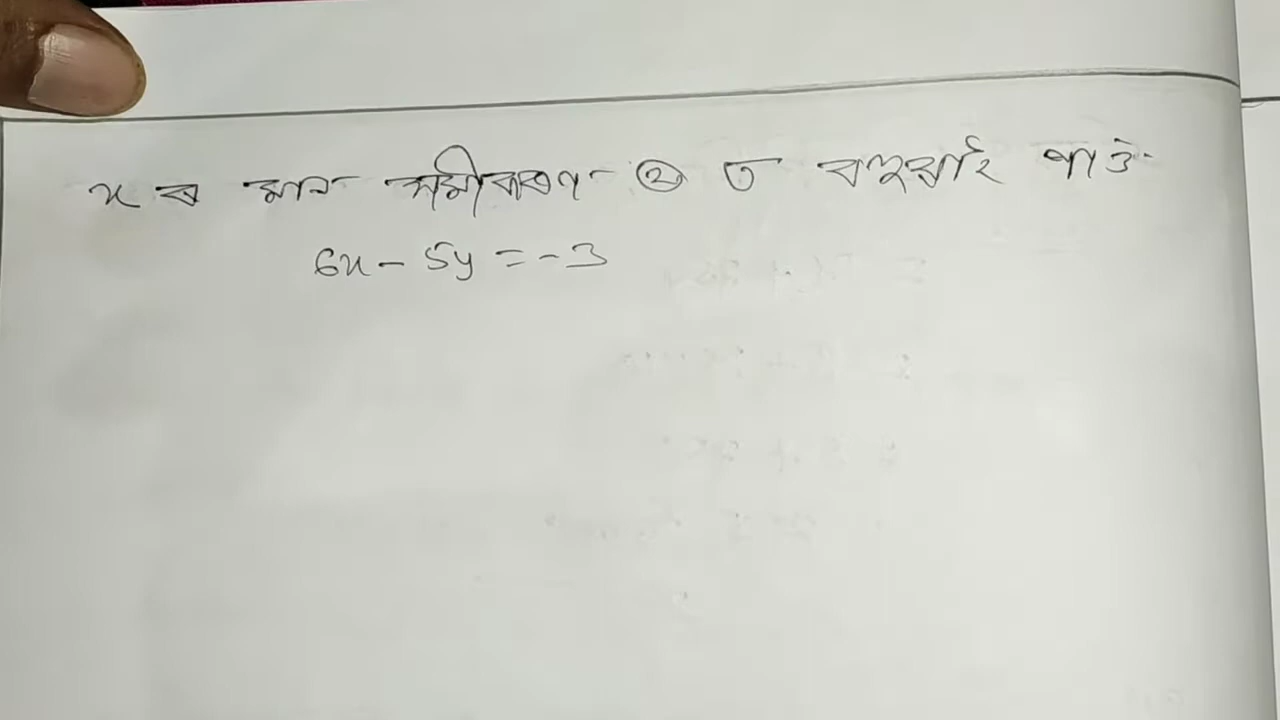 x ৰ মান সমীকৰণ ② ত বহুৱাই পাওঁ
6x - 5y = -3